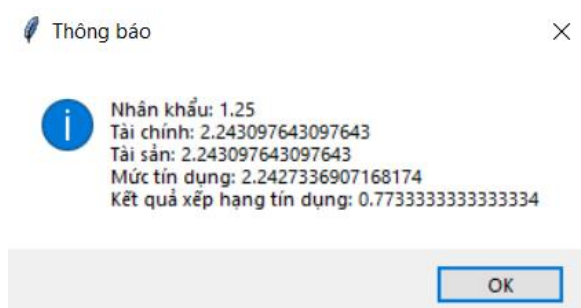 Thông báo
Nhân khẩu: 1.25
Tài chính: 2.243097643097643
Tài sản: 2.243097643097643
Mức tín dụng: 2.2427336907168174
Kết quả xếp hạng tín dụng: 0.7733333333333334
OK